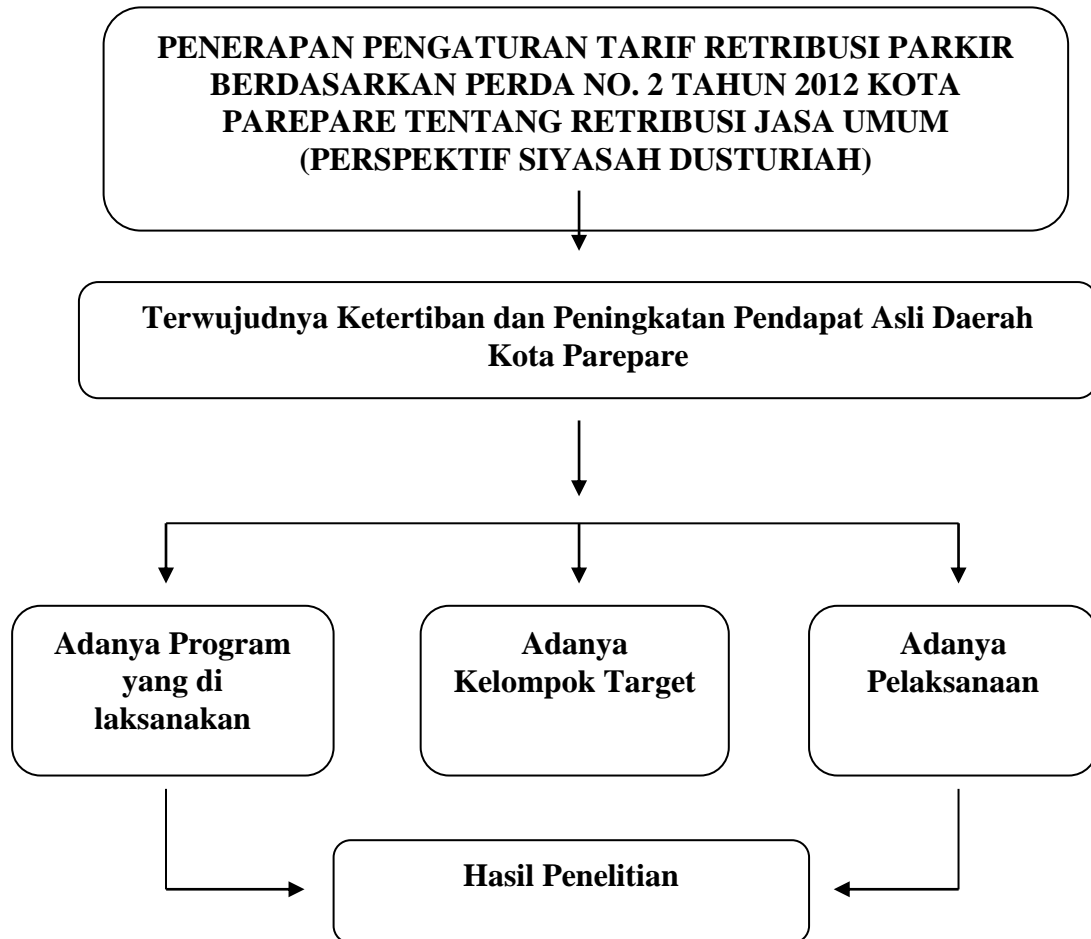 PENERAPAN PENGATURAN TARIF RETRIBUSI PARKIR
BERDASARKAN PERDA NO. 2 TAHUN 2012 KOTA
PAREPARE TENTANG RETRIBUSI JASA UMUM
(PERSPEKTIF SIYASAH DUSTURIAH)
Terwujudnya Ketertiban dan Peningkatan Pendapat Asli Daerah
Kota Parepare
Adanya Program
yang di
laksanakan
Adanya
Kelompok Target
Adanya
Pelaksanaan
Hasil Penelitian